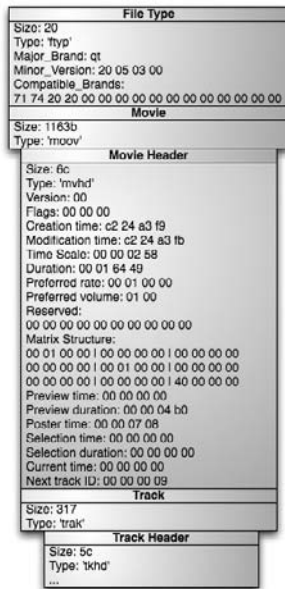 File Type
Size: 20
Type: 'ftyp'
Major_Brand: qt
Minor_Version: 20 05 03 00
Compatible_Brands:
71 74 20 20 00 00 00 00 00 00 00 00 00 00 00 00
Movie
Size: 1163b
Type: 'moov'
Movie Header
Size: 6c
Type: 'mvhd'
Version: 00
Flags: 00 00 00
Creation time: c2 24 a3 f9
Modification time: c2 24 a3 fb
Time Scale: 00 00 02 58
Duration: 00 01 64 49
Preferred rate: 00 01 00 00
Preferred volume: 01 00
Reserved:
00 00 00 00 00 00 00 00 00 00
Matrix Structure:
00 01 00 00 | 00 00 00 00 | 00 00 00 00
00 00 00 00 | 00 01 00 00 | 00 00 00 00
00 00 00 00 | 00 00 00 00 | 40 00 00 00
Preview time: 00 00 00 00
Preview duration: 00 00 04 b0
Poster time: 00 00 07 08
Selection time: 00 00 00 00
Selection duration: 00 00 00 00
Current time: 00 00 00 00
Next track ID: 00 00 00 09
Track
Size: 317
Type: 'trak'
Track Header
Size: 5c
Type: 'tkhd'
...